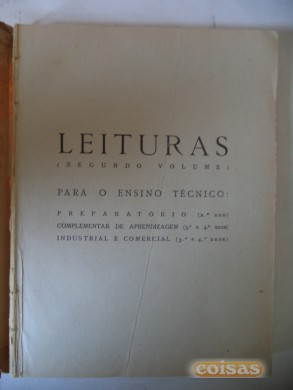 LEITURAS
(SEGUNDO VOLUME)
PARA O ENSINO TÉCNICO:
PREPARATÓRIO (2.º ano)
COMPLEMENTAR DE APRENDIZAGEM (3.º e 4.º anos)
INDUSTRIAL E COMERCIAL (3.º e 4.º anos)
coisas